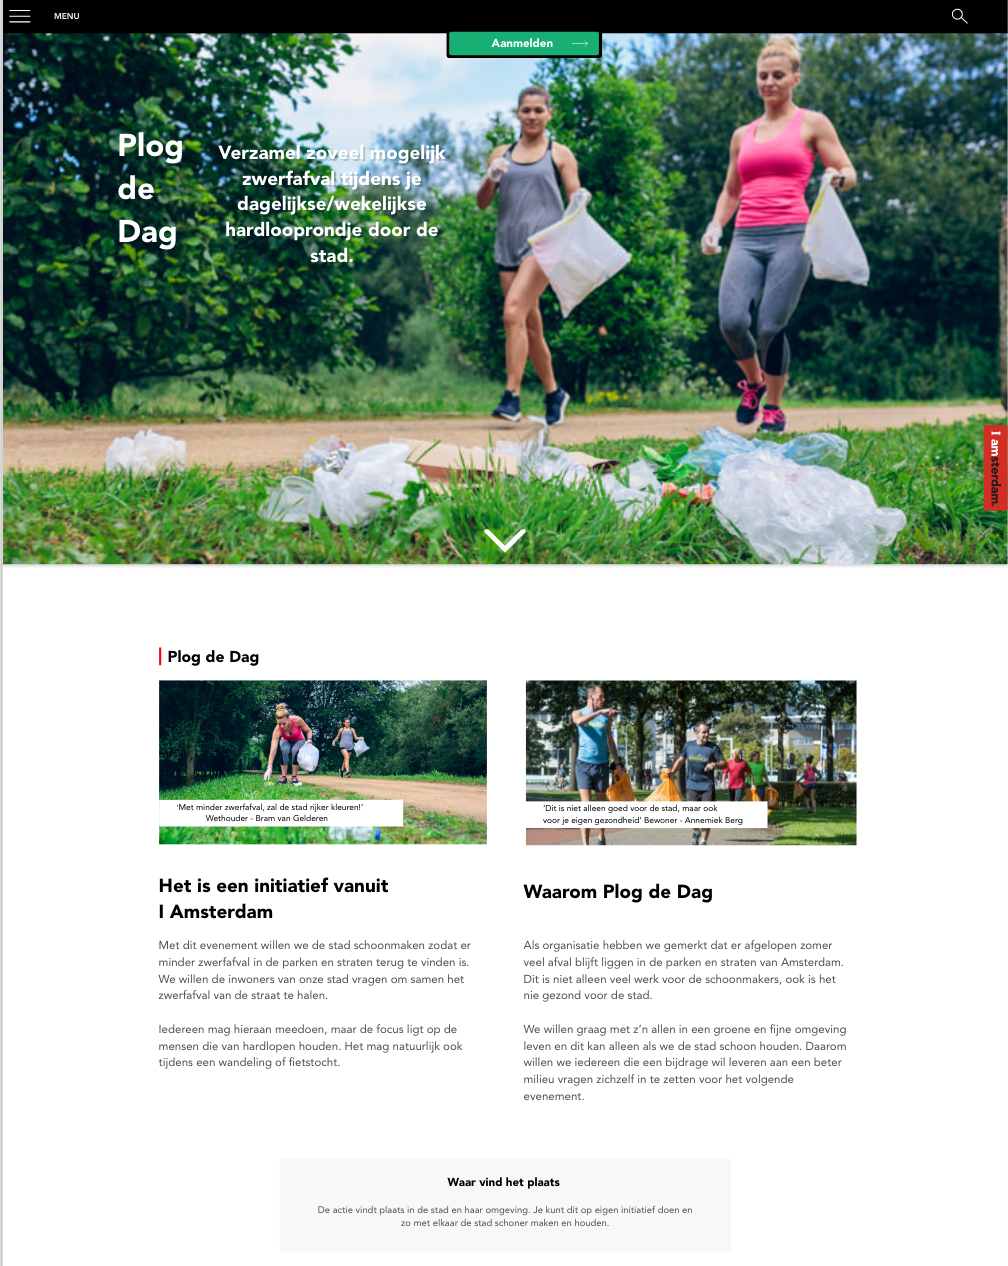 MENU
Aanmelden
Plog
de
Dag
Verzamel zoveel mogelijk
zwerfafval tijdens je
dagelijkse/wekelijkse
hardlooprondje door de
stad.
I amsterdam.
Plog de Dag
'Met minder zwerfafval, zal de stad rijker kleuren!'
Wethouder - Bram van Gelderen
'Dit is niet alleen goed voor de stad, maar ook
voor je eigen gezondheid' Bewoner - Annemiek Berg
Het is een initiatief vanuit
I Amsterdam
Met dit evenement willen we de stad schoonmaken zodat er
minder zwerfafval in de parken en straten terug te vinden is.
We willen de inwoners van onze stad vragen om samen het
zwerfafval van de straat te halen.
Iedereen mag hieraan meedoen, maar de focus ligt op de
mensen die van hardlopen houden. Het mag natuurlijk ook
tijdens een wandeling of fietstocht.
Waarom Plog de Dag
Als organisatie hebben we gemerkt dat er afgelopen zomer
veel afval blijft liggen in de parken en straten van Amsterdam.
Dit is niet alleen veel werk voor de schoonmakers, ook is het
nie gezond voor de stad.
We willen graag met z'n allen in een groene en fijne omgeving
leven en dit kan alleen als we de stad schoon houden. Daarom
willen we iedereen die een bijdrage wil leveren aan een beter
milieu vragen zichzelf in te zetten voor het volgende
evenement.
Waar vind het plaats
De actie vindt plaats in de stad en haar omgeving. Je kunt dit op eigen initiatief doen en
zo met elkaar de stad schoner maken en houden.